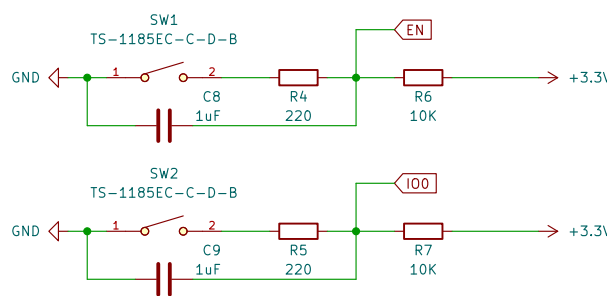 SW1
TS-1185EC-C-D-B
EN
GND
1
2
+3.3V
C8
R4
R6
1uF
220
10K
SW2
TS-1185EC-C-D-B
IO0
GND
1
2
+3.3V
C9
R5
R7
1uF
220
10K